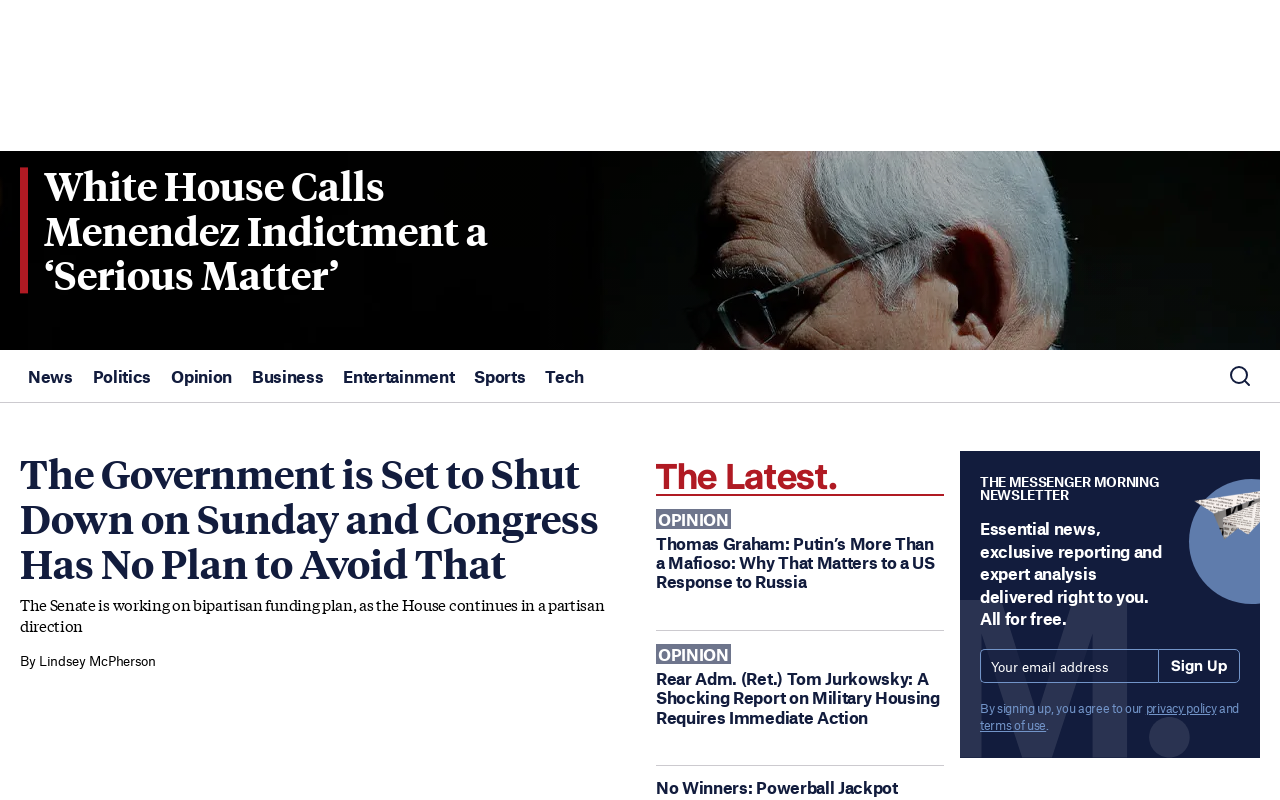 White House Calls
Menendez Indictment a
‘Serious Matter’
News Politics Opinion Business Entertainment Sports Tech
The Government is Set to Shut
Down on Sunday and Congress
Has No Plan to Avoid That
The Senate is working on bipartisan funding plan, as the House continues in a partisan
direction
By Lindsey McPherson
The Latest.
OPINION
Thomas Graham: Putin’s More Than
a Mafioso: Why That Matters to a US
Response to Russia
OPINION
Rear Adm. (Ret.) Tom Jurkowsky: A
Shocking Report on Military Housing
Requires Immediate Action
No Winners: Powerball Jackpot
THE MESSENGER MORNING
NEWSLETTER
Essential news,
exclusive reporting and
expert analysis
delivered right to you.
All for free.
Your email address
Sign Up
By signing up, you agree to our privacy policy and
terms of use.
M.